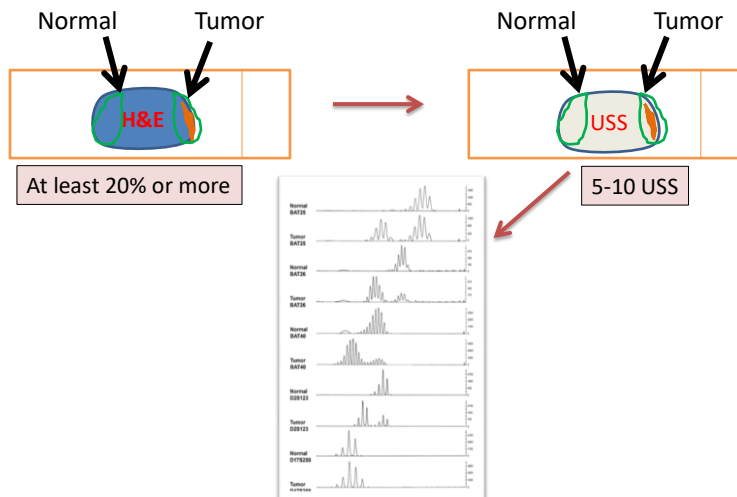 Normal
Tumor
H&E
At least 20% or more
Normal
Tumor
USS
5-10 USS
Normal
BAT25
Tumor
BAT25
Normal
BAT26
Tumor
BAT26
Normal
BAT40
Tumor
BAT40
Normal
D2S123
Tumor
D2S123
Normal
D17S250
Tumor